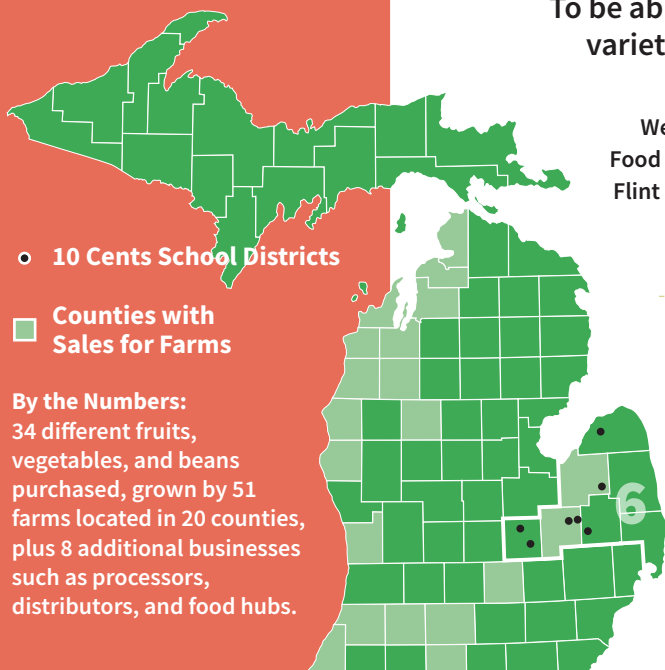 To be ab
variet
We
Food
Flint
10 Cents School Districts
Counties with
Sales for Farms
By the Numbers:
34 different fruits,
vegetables, and beans
purchased, grown by 51
farms located in 20 counties,
plus 8 additional businesses
such as processors,
distributors, and food hubs.
6